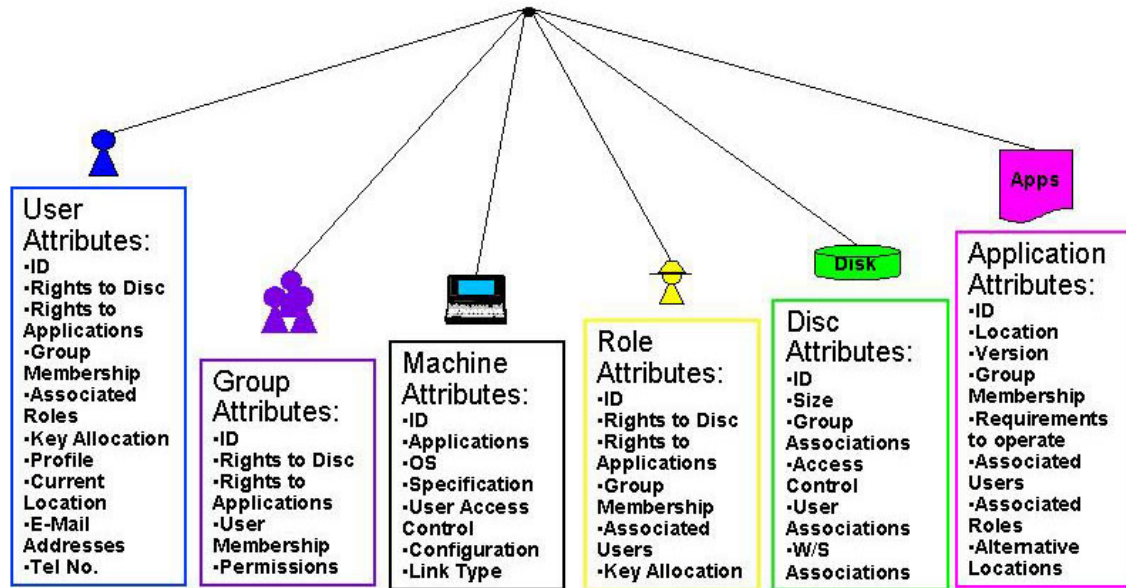 Apps
Disk
User
Attributes:
▪ID
▪Rights to Disc
▪Rights to
Applications
▪Group
Membership
▪Associated
Roles
▪Key Allocation
▪Profile
▪Current
Location
▪E-Mail
Addresses
▪Tel No.
Group
Attributes:
▪ID
▪Rights to Disc
▪Rights to
Applications
▪User
Membership
▪Permissions
Machine
Attributes:
▪ID
▪Applications
▪OS
▪Specification
▪User Access
Control
▪Configuration
▪Link Type
Role
Attributes:
▪ID
▪Rights to Disc
▪Rights to
Applications
▪Group
Membership
▪Associated
Users
▪Key Allocation
Disc
Attributes:
▪ID
▪Size
▪Group
Associations
▪Access
Control
▪User
Associations
▪W/S
Associations
Application
Attributes:
▪ID
▪Location
▪Version
▪Group
Membership
▪Requirements
to operate
▪Associated
Users
▪Associated
Roles
▪Alternative
Locations